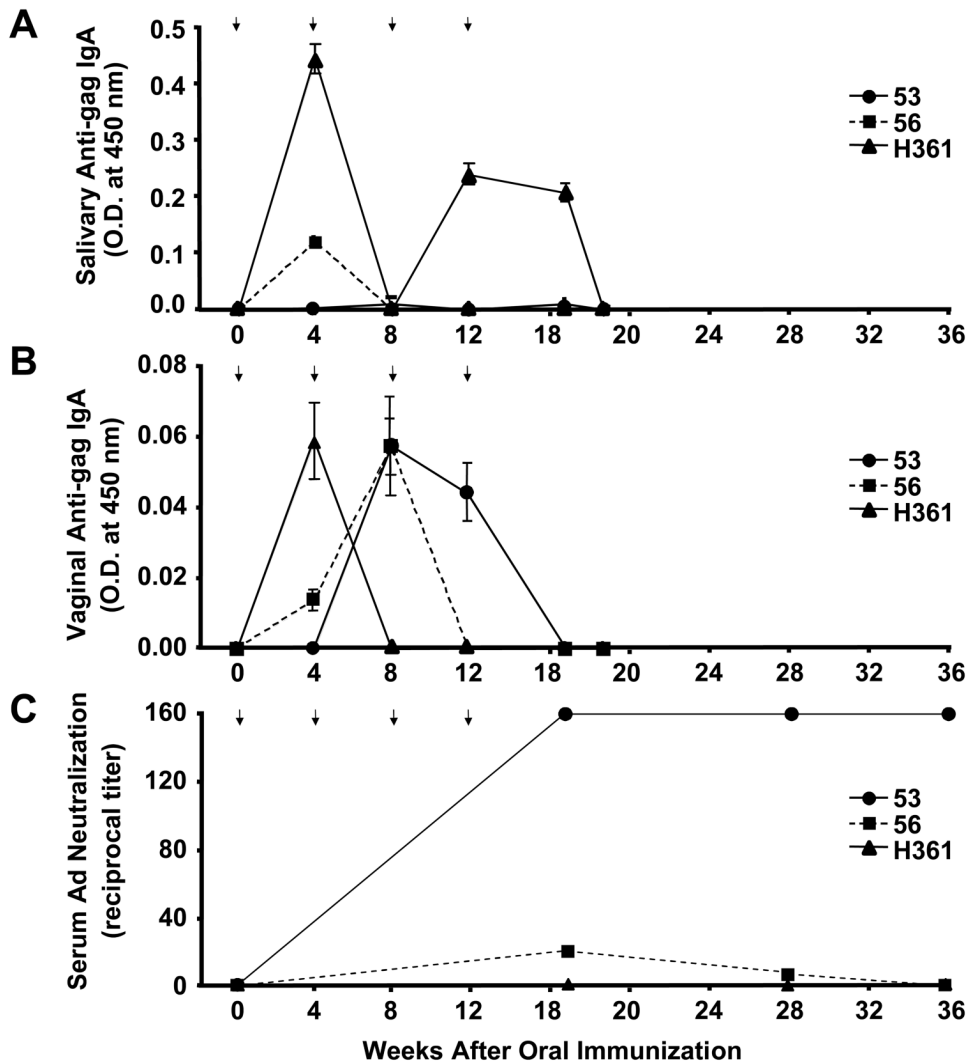 A
Salivary Anti-gag IgA
(O.D. at 450 nm)
0.5
0.4
0.3
0.2
0.1
0.0
0 4 8 12 18 20 24 28 32 36
53
56
H361
B
Vaginal Anti-gag IgA
(O.D. at 450 nm)
0.08
0.06
0.04
0.02
0.00
0 4 8 12 18 20 24 28 32 36
53
56
H361
C
Serum Ad Neutralization
(reciprocal titer)
160
120
80
40
0
0 4 8 12 18 20 24 28 32 36
53
56
H361
Weeks After Oral Immunization